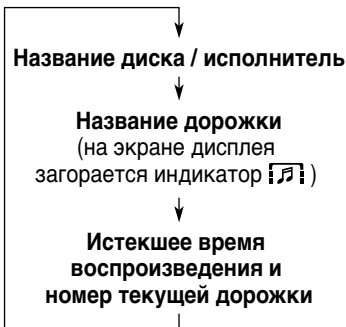 Название диска / исполнитель
Название дорожки
(на экране дисплея
загорается индикатор )
Истекшее время
воспроизведения и
номер текущей дорожки